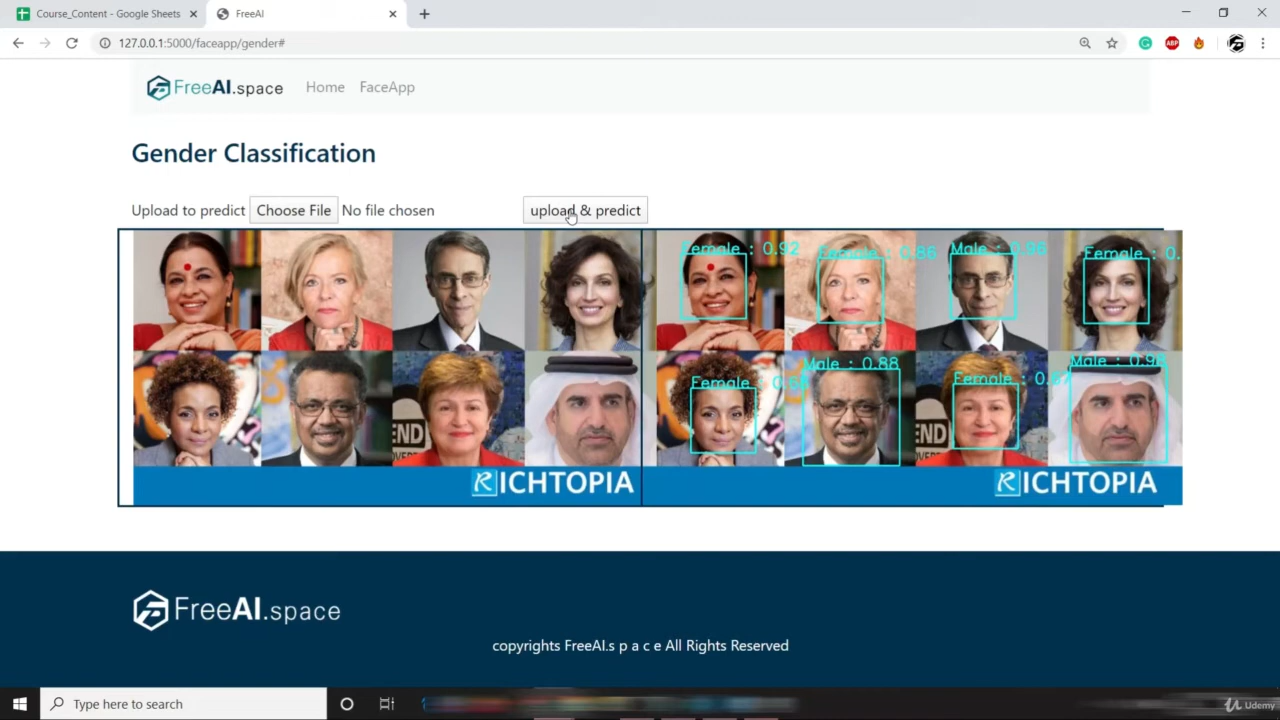 Course_Content - Google Sheets
FreeAI
127.0.0.1:5000/faceapp/gender#
ABP
FreeAI.space Home FaceApp
Gender Classification
Upload to predict Choose File No file chosen upload & predict
Female : 0.92 Female : 0.86 Male : 0.96 Female : 0.
Female : Male : 0.88 Female : Male : 0.96
END
END
RICHTOPIA RICHTOPIA
FreeAI.space
copyrights FreeAI.s p a c e All Rights Reserved
Type here to search
Udemy